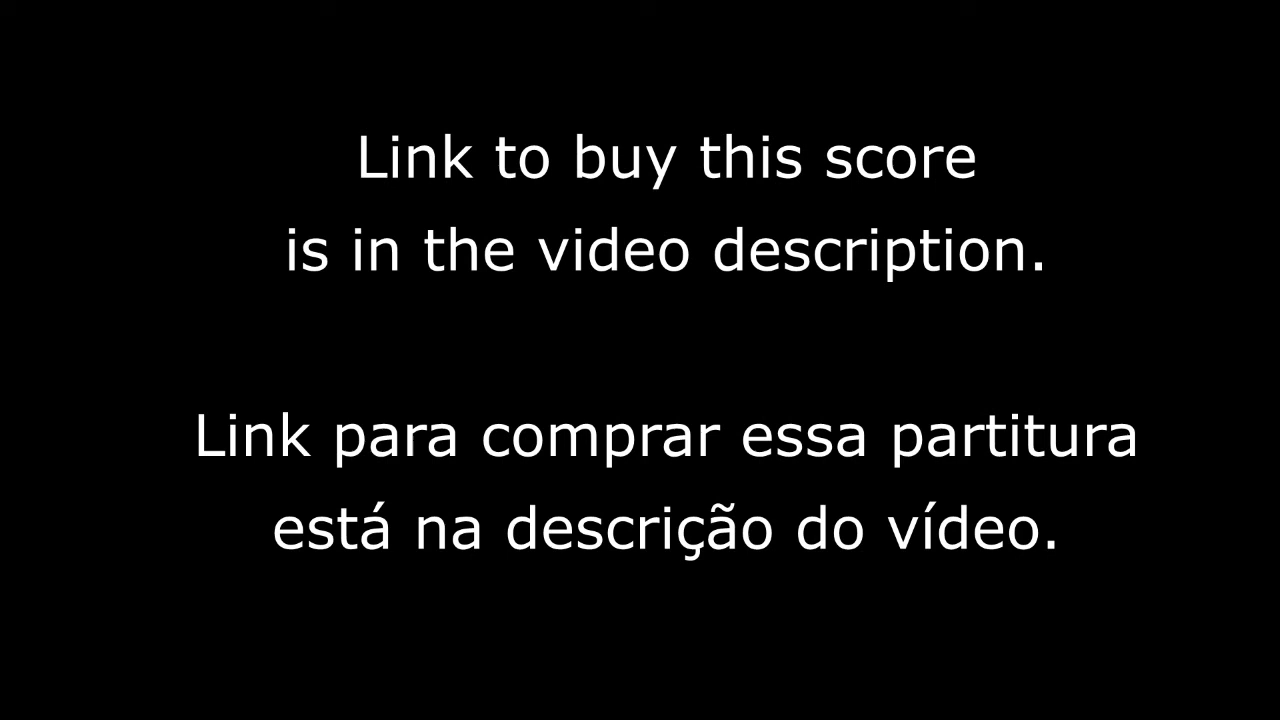 Link to buy this score
is in the video description.
Link para comprar essa partitura
está na descrição do vídeo.